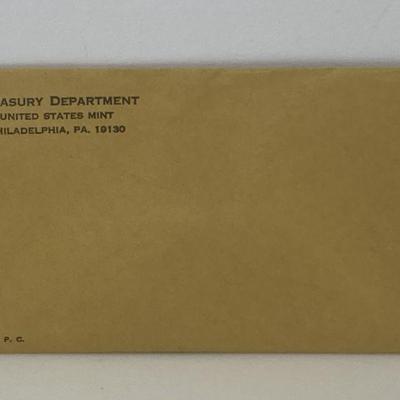 ASURY DEPARTMENT
UNITED STATES MINT
HILADELPHIA, PA. 19130
P. C.